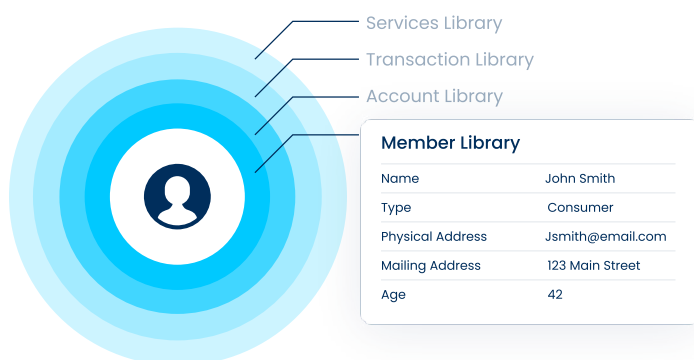 Services Library
Transaction Library
Account Library
Member Library
Name John Smith
Type Consumer
Physical Address Jsmith@email.com
Mailing Address 123 Main Street
Age 42